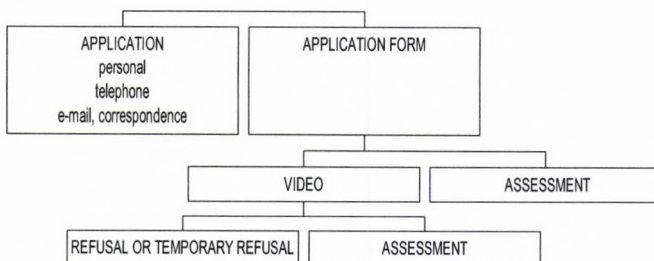 APPLICATION
personal
telephone
e-mail, correspondence
APPLICATION FORM
VIDEO
ASSESSMENT
REFUSAL OR TEMPORARY REFUSAL
ASSESSMENT